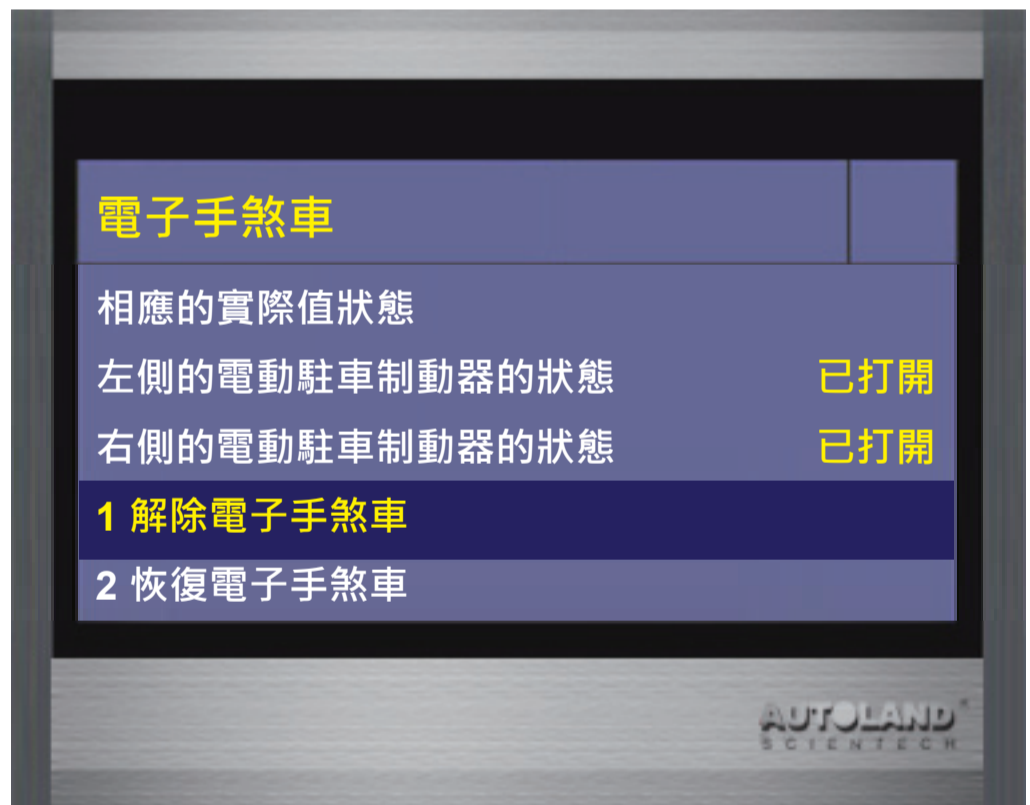 電子手煞車
相應的實際值狀態
左側的電動駐車制動器的狀態 已打開
右側的電動駐車制動器的狀態 已打開
1 解除電子手煞車
2 恢復電子手煞車
AUTOLAND
SCIENTECH